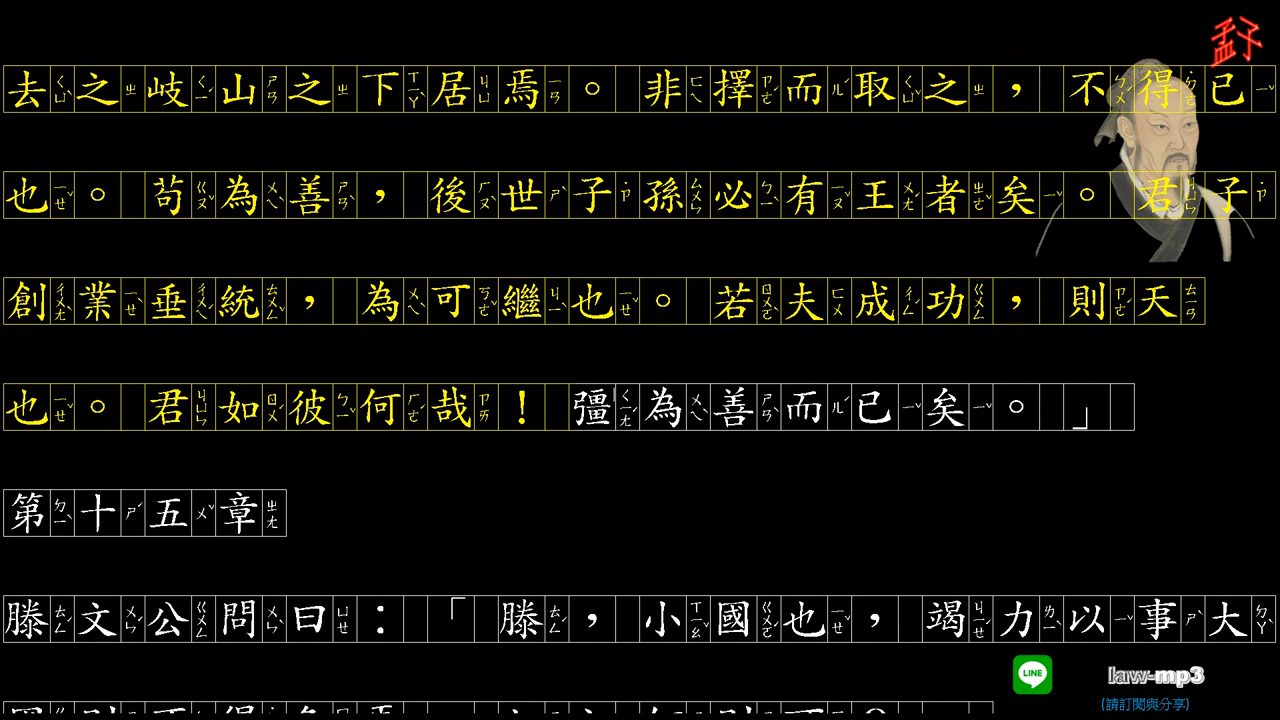 孟子
去之岐山之下居焉。非擇而取之，不得已
也。苟為善，後世子孫必有王者矣。君子
創業垂統，為可繼也。若夫成功，則天
也。君如彼何哉！彊為善而已矣。」
第十五章
滕文公問曰：「滕，小國也，竭力以事大
LINE
law-mp3
(請訂閱與分享)